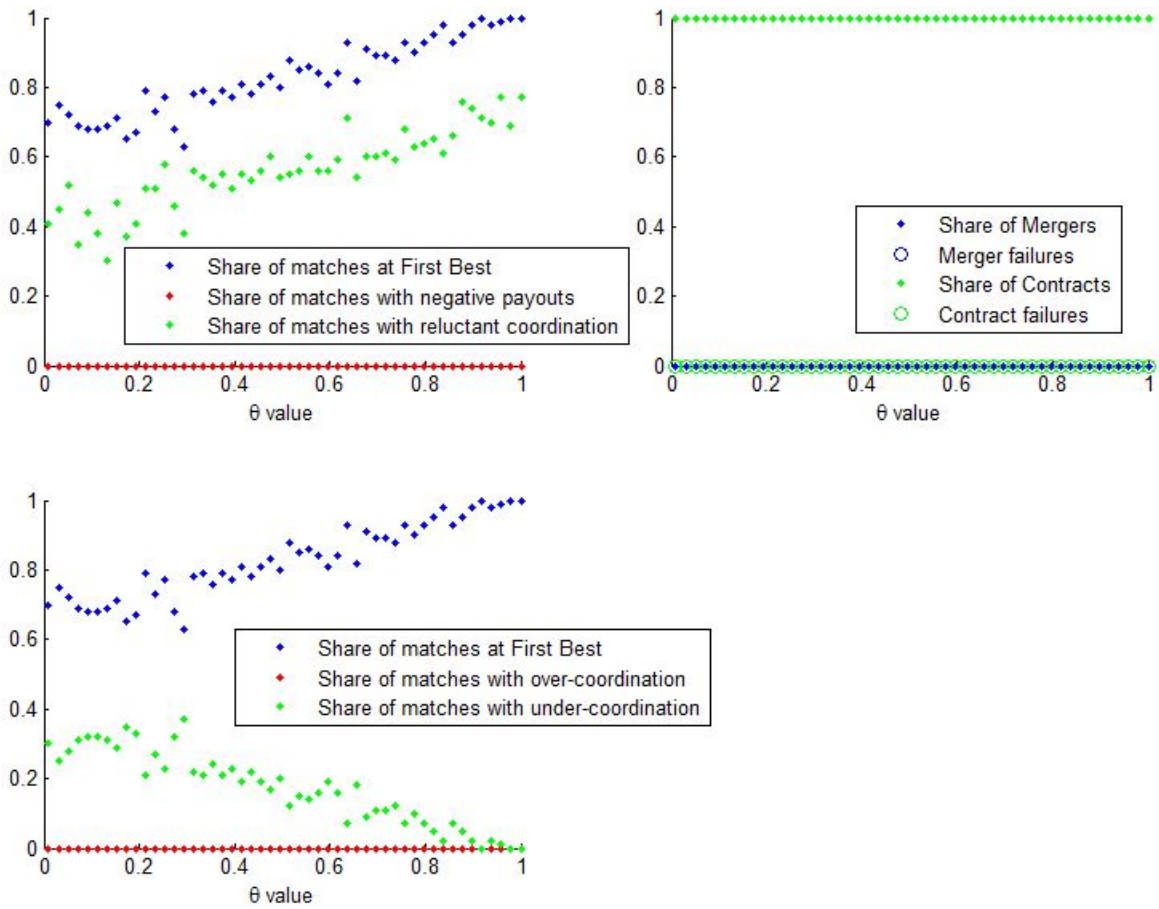 1
0.8
0.6
0.4
0.2
0
Share of matches at First Best
Share of matches with negative payouts
Share of matches with reluctant coordination
0 0.2 0.4 0.6 0.8 1
θ value
1
0.8
0.6
0.4
0.2
0
Share of Mergers
Merger failures
Share of Contracts
Contract failures
0 0.2 0.4 0.6 0.8 1
θ value
1
0.8
0.6
0.4
0.2
0
Share of matches at First Best
Share of matches with over-coordination
Share of matches with under-coordination
0 0.2 0.4 0.6 0.8 1
θ value